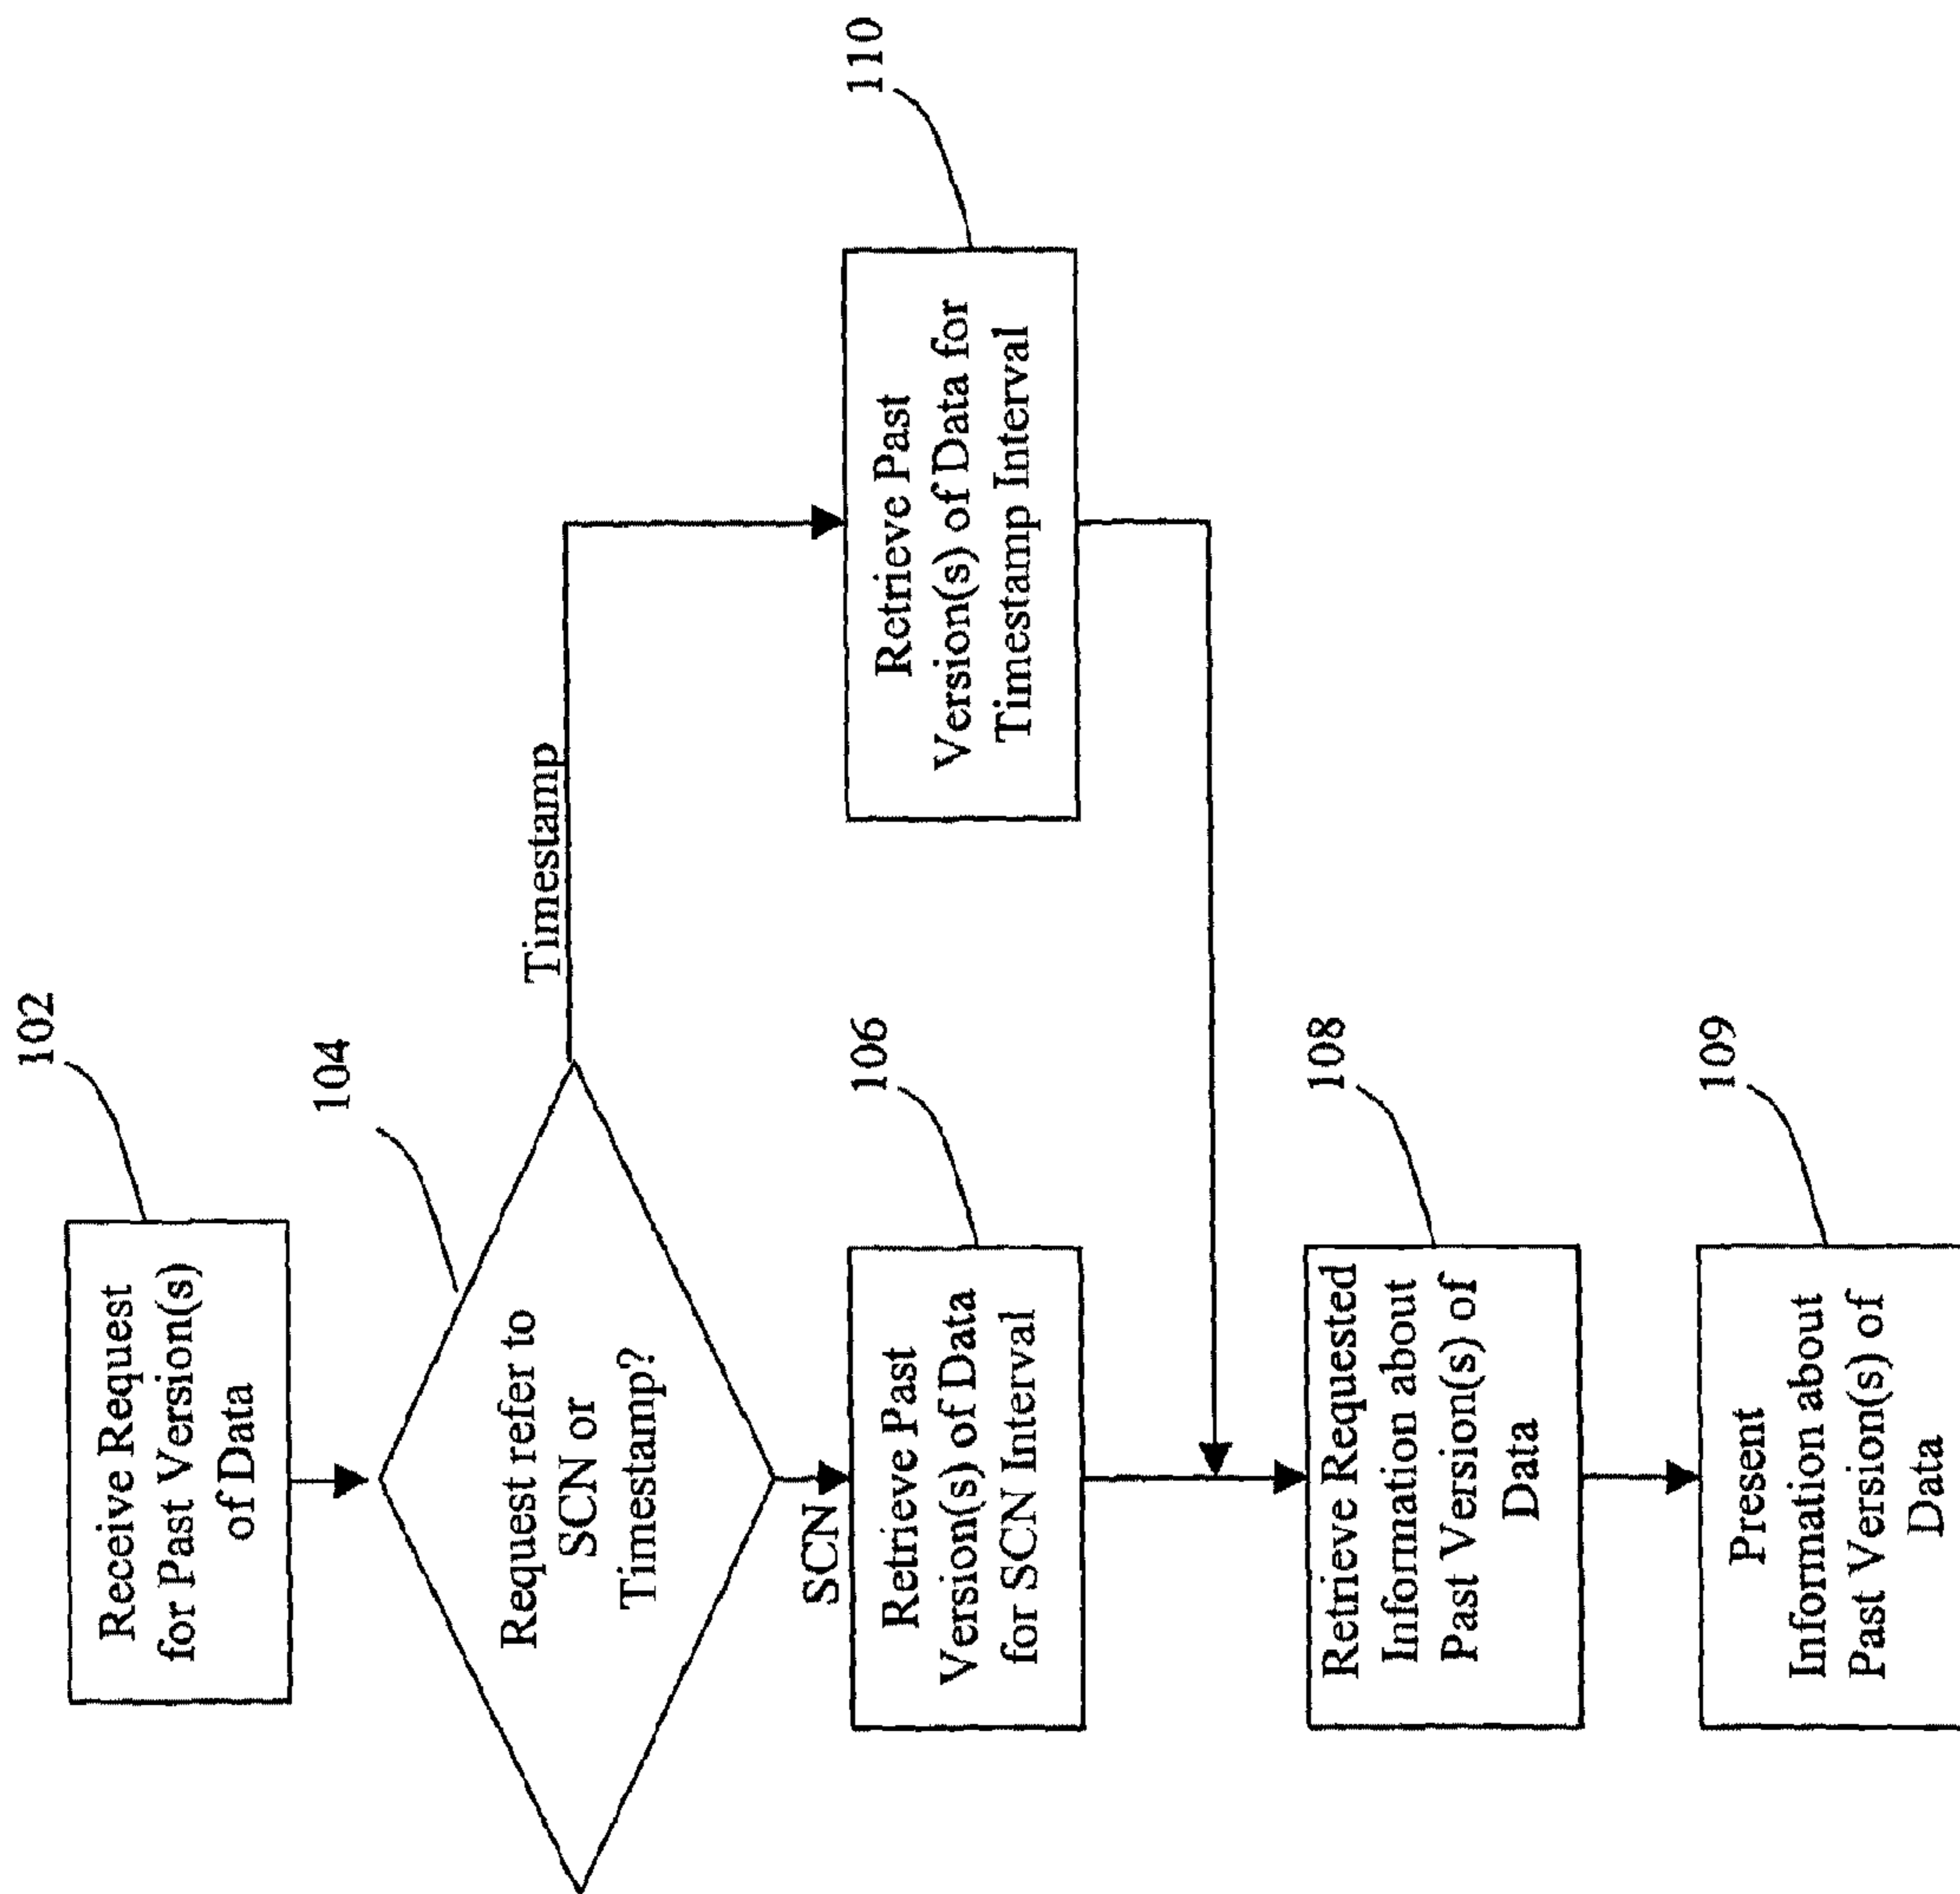 102
Receive Request
for Past Version(s)
of Data
104
Request refer to
SCN or
Timestamp?
Timestamp
SCN
106
Retrieve Past
Version(s) of Data
for SCN Interval
110
Retrieve Past
Version(s) of Data for
Timestamp Interval
108
Retrieve Requested
Information about
Past Version(s) of
Data
109
Present
Information about
Past Version(s) of
Data